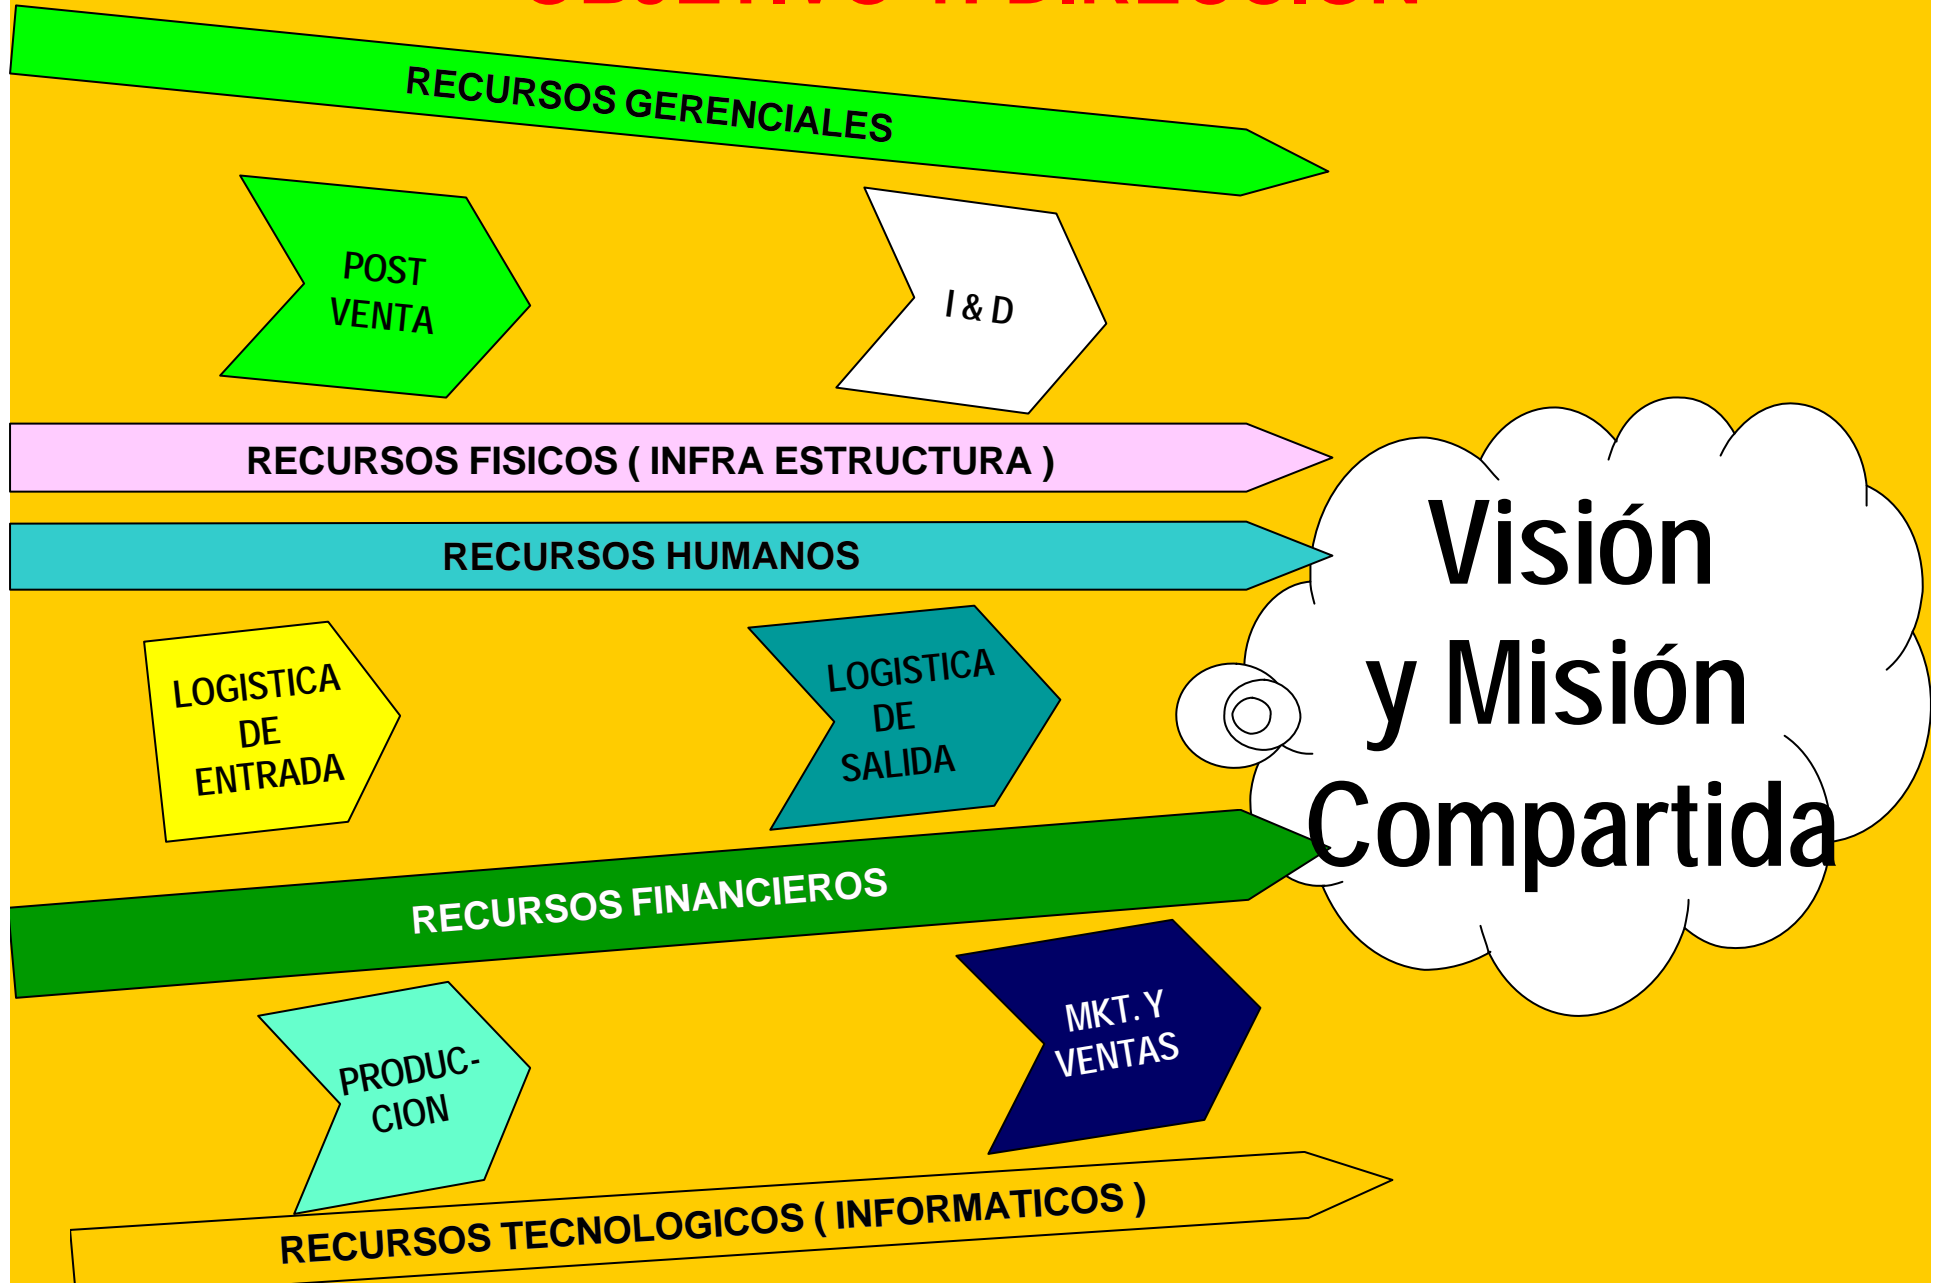 RECURSOS GERENCIALES
POST
VENTA
I & D
RECURSOS FISICOS ( INFRA ESTRUCTURA )
RECURSOS HUMANOS
Visión
y Misión
Compartida
LOGISTICA
DE
ENTRADA
LOGISTICA
DE
SALIDA
RECURSOS FINANCIEROS
PRODUC-
CION
MKT. Y
VENTAS
RECURSOS TECNOLOGICOS ( INFORMATICOS )